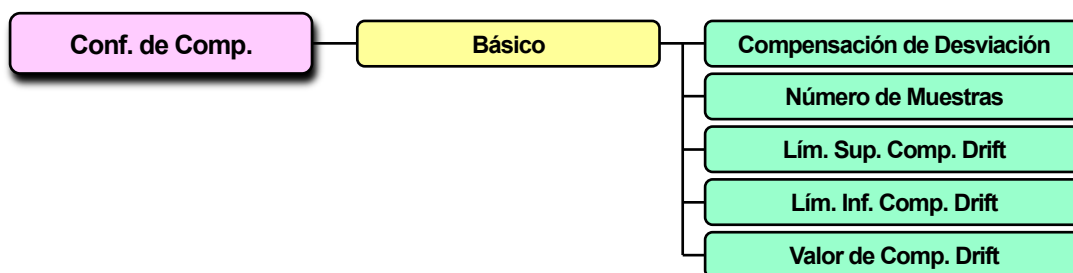 Conf. de Comp.
Básico
Compensación de Desviación
Número de Muestras
Lím. Sup. Comp. Drift
Lím. Inf. Comp. Drift
Valor de Comp. Drift